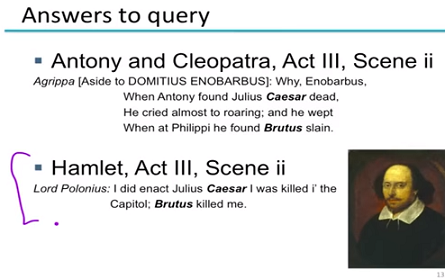 Answers to query
Antony and Cleopatra, Act III, Scene ii
Agrippa [Aside to DOMITIUS ENOBARBUS]: Why, Enobarbus,
When Antony found Julius Caesar dead,
He cried almost to roaring; and he wept
When at Philippi he found Brutus slain.
Hamlet, Act III, Scene ii
Lord Polonius: I did enact Julius Caesar I was killed i' the
Capitol; Brutus killed me.
13